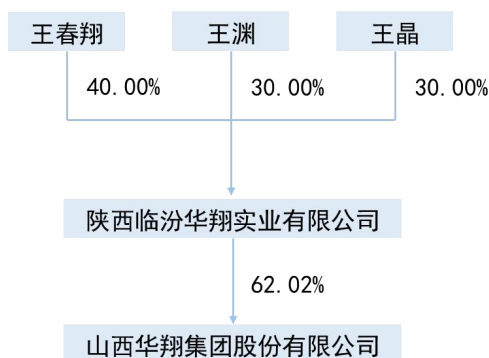 王春翔 王渊 王晶
40.00% 30.00% 30.00%
陕西临汾华翔实业有限公司
62.02%
山西华翔集团股份有限公司